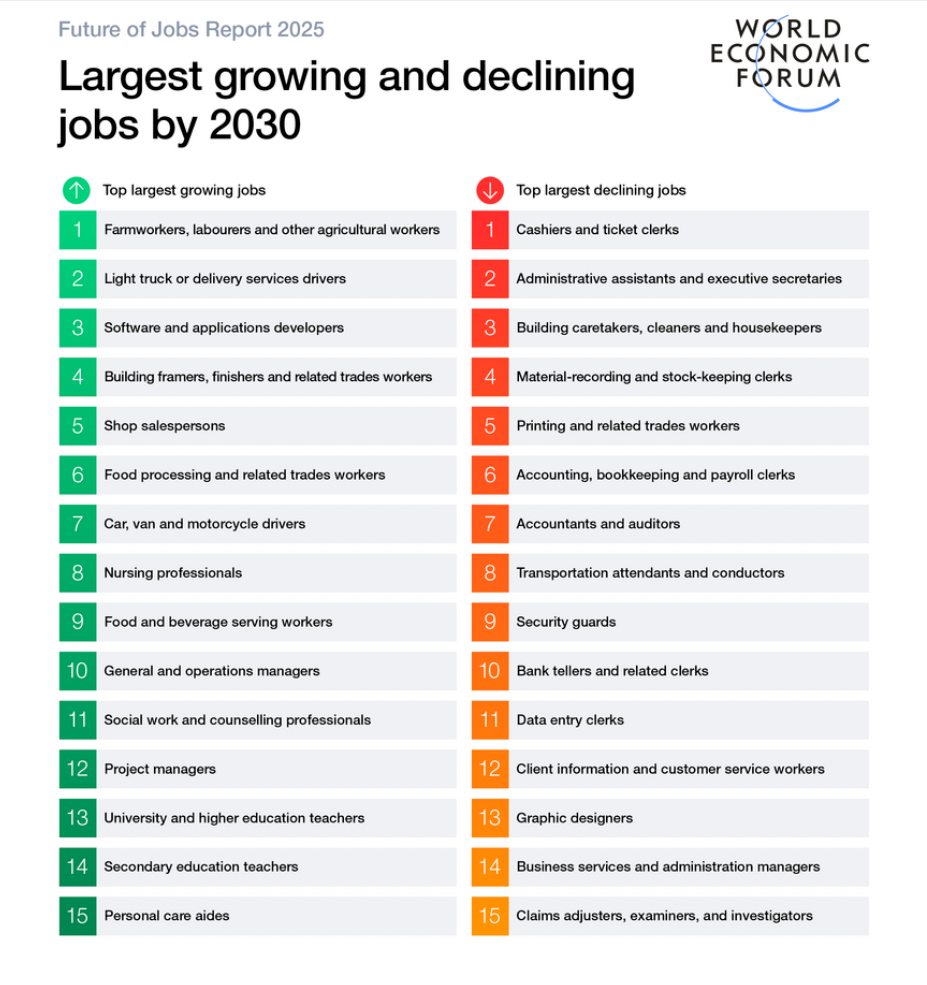 Future of Jobs Report 2025
WORLD
ECONOMIC
FORUM
Largest growing and declining
jobs by 2030
Top largest growing jobs
1 Farmworkers, labourers and other agricultural workers
2 Light truck or delivery services drivers
3 Software and applications developers
4 Building framers, finishers and related trades workers
5 Shop salespersons
6 Food processing and related trades workers
7 Car, van and motorcycle drivers
8 Nursing professionals
9 Food and beverage serving workers
10 General and operations managers
11 Social work and counselling professionals
12 Project managers
13 University and higher education teachers
14 Secondary education teachers
15 Personal care aides
Top largest declining jobs
1 Cashiers and ticket clerks
2 Administrative assistants and executive secretaries
3 Building caretakers, cleaners and housekeepers
4 Material-recording and stock-keeping clerks
5 Printing and related trades workers
6 Accounting, bookkeeping and payroll clerks
7 Accountants and auditors
8 Transportation attendants and conductors
9 Security guards
10 Bank tellers and related clerks
11 Data entry clerks
12 Client information and customer service workers
13 Graphic designers
14 Business services and administration managers
15 Claims adjusters, examiners, and investigators